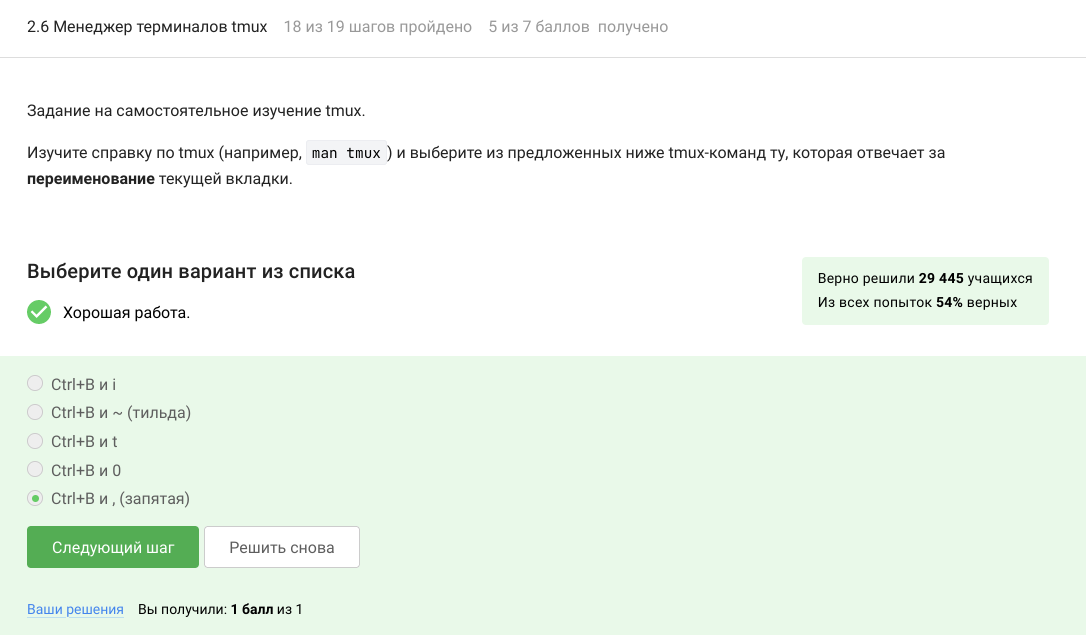 2.6 Менеджер терминалов tmux 18 из 19 шагов пройдено 5 из 7 баллов получено
Задание на самостоятельное изучение tmux.
Изучите справку по tmux (например, man tmux ) и выберите из предложенных ниже tmux-команд ту, которая отвечает за
переименование текущей вкладки.
Выберите один вариант из списка
Хорошая работа.
Верно решили 29 445 учащихся
Из всех попыток 54% верных
Ctrl+B и i
Ctrl+B и ~ (тильда)
Ctrl+B и t
Ctrl+B и 0
Ctrl+B и , (запятая)
Следующий шаг Решить снова
Ваши решения Вы получили: 1 балл из 1